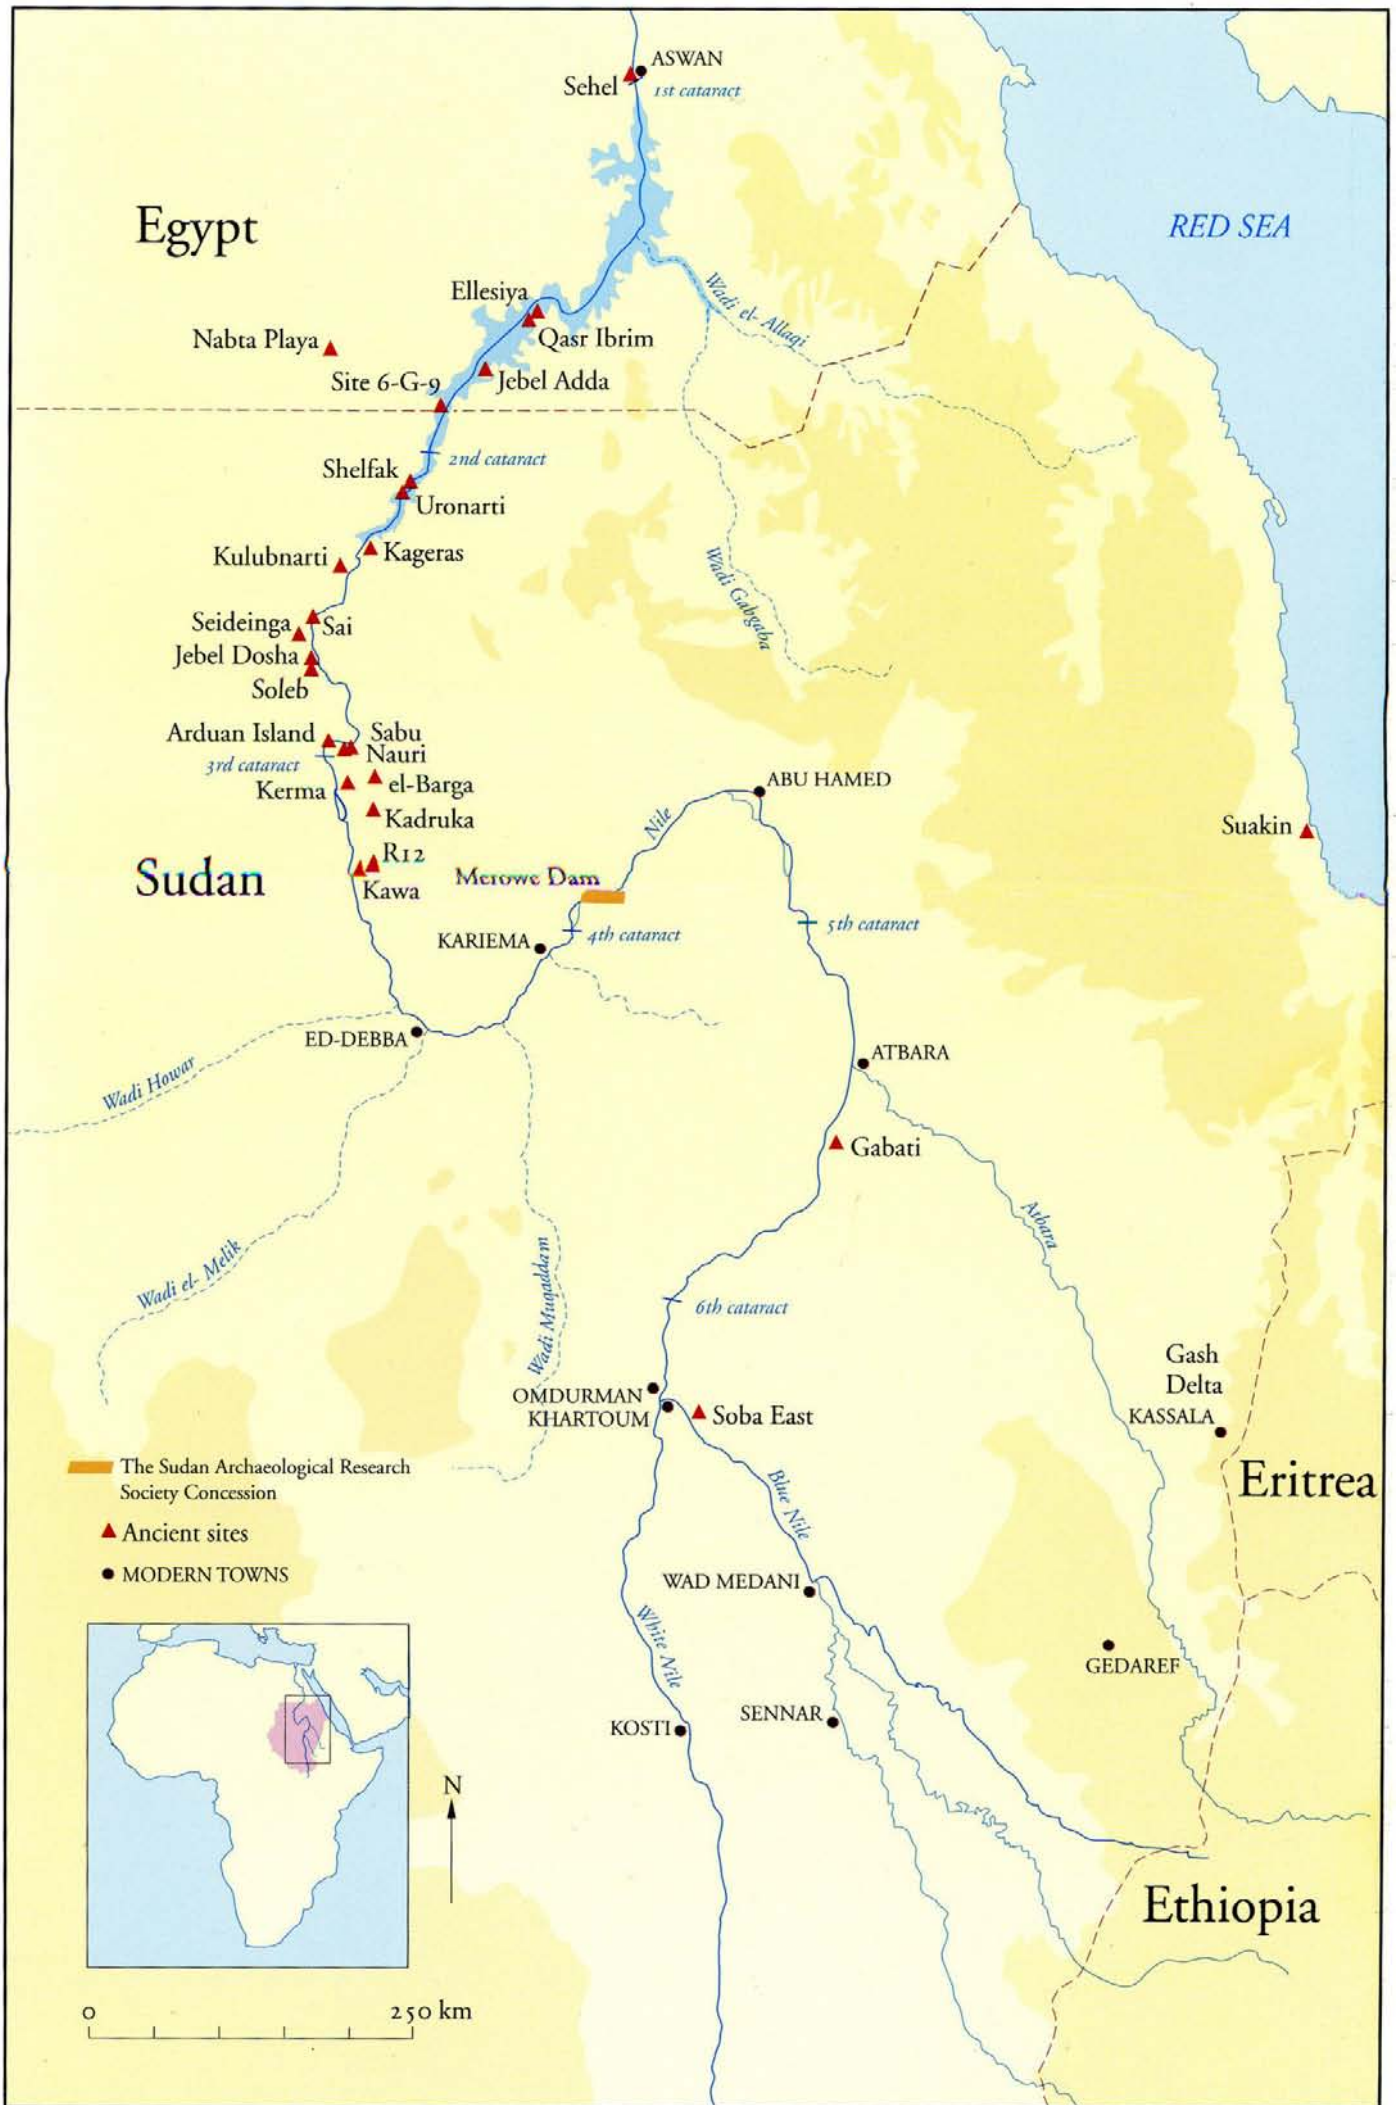 ASWAN
Sehel
1st cataract
Egypt
RED SEA
Ellesiya
Wadi el-Allaqi
Nabta Playa
Qasr Ibrim
Site 6-G-9
Jebel Adda
2nd cataract
Shelfak
Uronarti
Kulubnarti
Kageras
Wadi Gabgaba
Seideinga
Sai
Jebel Dosha
Soleb
Arduan Island
Sabu
Nauri
3rd cataract
ABU HAMED
Kerma
el-Barga
Kadruka
Nile
Suakin
R12
Sudan
Merowe Dam
Kawa
5th cataract
KARIEMA
4th cataract
ED-DEBBA
ATBARA
Wadi Howar
Gabati
Atbara
Wadi el-Melik
Wadi Muqaddam
6th cataract
Gash
Delta
OMDURMAN
KHARTOUM
Soba East
KASSALA
The Sudan Archaeological Research
Society Concession
Eritrea
Blue Nile
Ancient sites
MODERN TOWNS
WAD MEDANI
White Nile
GEDAREF
KOSTI
SENNAR
N
Ethiopia
0
250 km